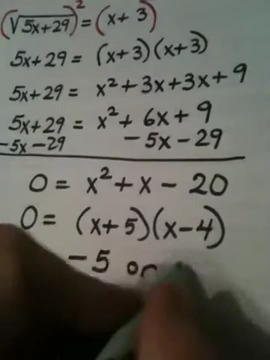 (√5x+29)² = (x+3)
5x+29 = (x+3)(x+3)
5x+29 = x²+3x+3x+9
5x+29 = x²+6x+9
-5x-29 -5x-29
0 = x²+x-20
0 = (x+5)(x-4)
-5 or